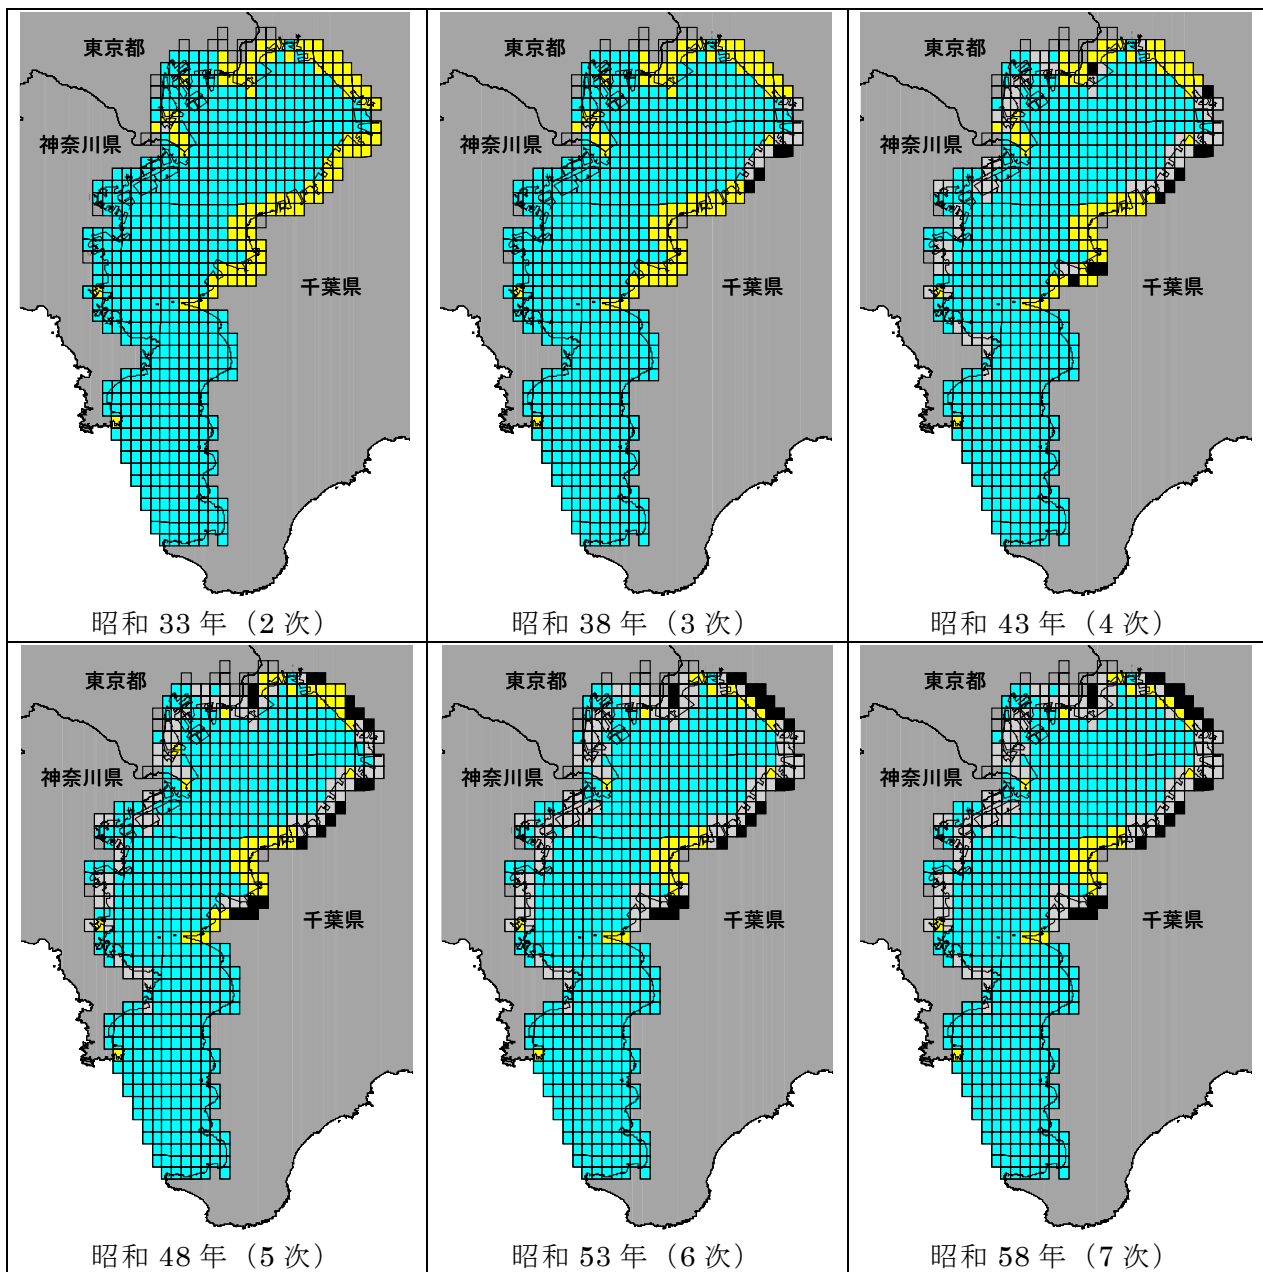 東京都
神奈川県
千葉県
昭和 33 年（2 次）
東京都
神奈川県
千葉県
昭和 38 年（3 次）
東京都
神奈川県
千葉県
昭和 43 年（4 次）
東京都
神奈川県
千葉県
昭和 48 年（5 次）
東京都
神奈川県
千葉県
昭和 53 年（6 次）
東京都
神奈川県
千葉県
昭和 58 年（7 次）